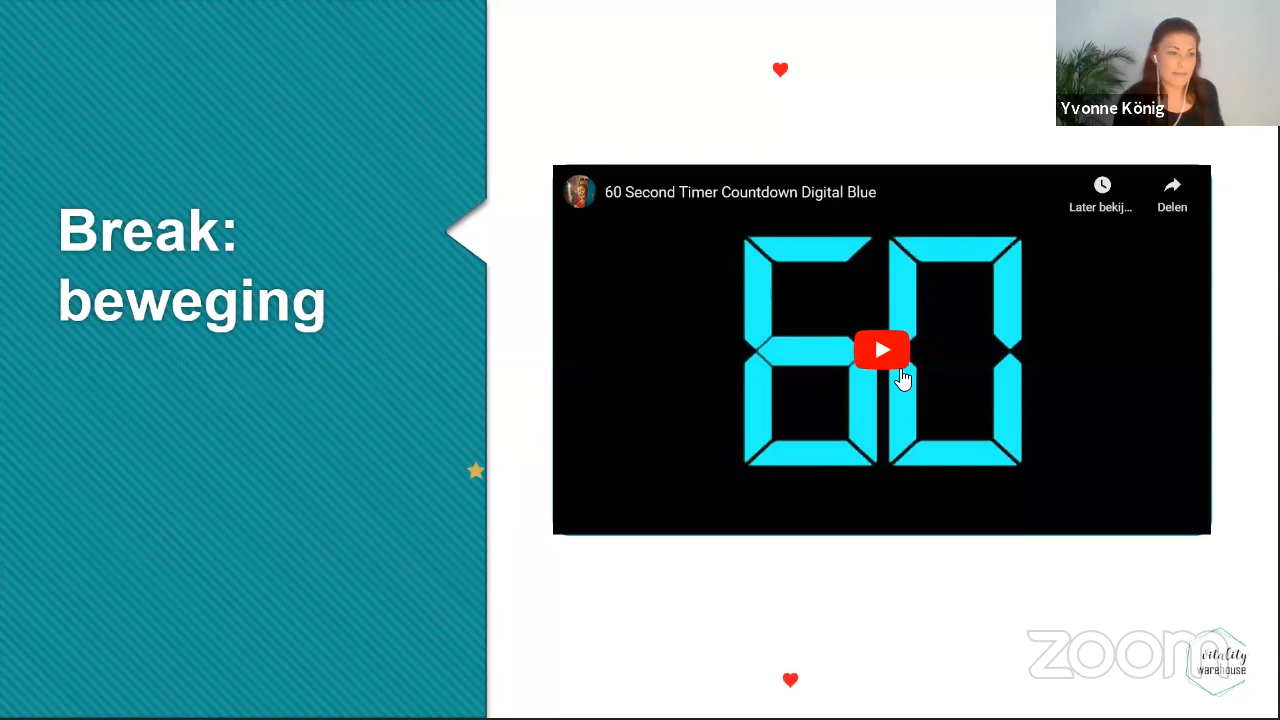 Yvonne König
Break:
beweging
60 Second Timer Countdown Digital Blue
Later bekij...
Delen
60
zoom
vitality
warehouse